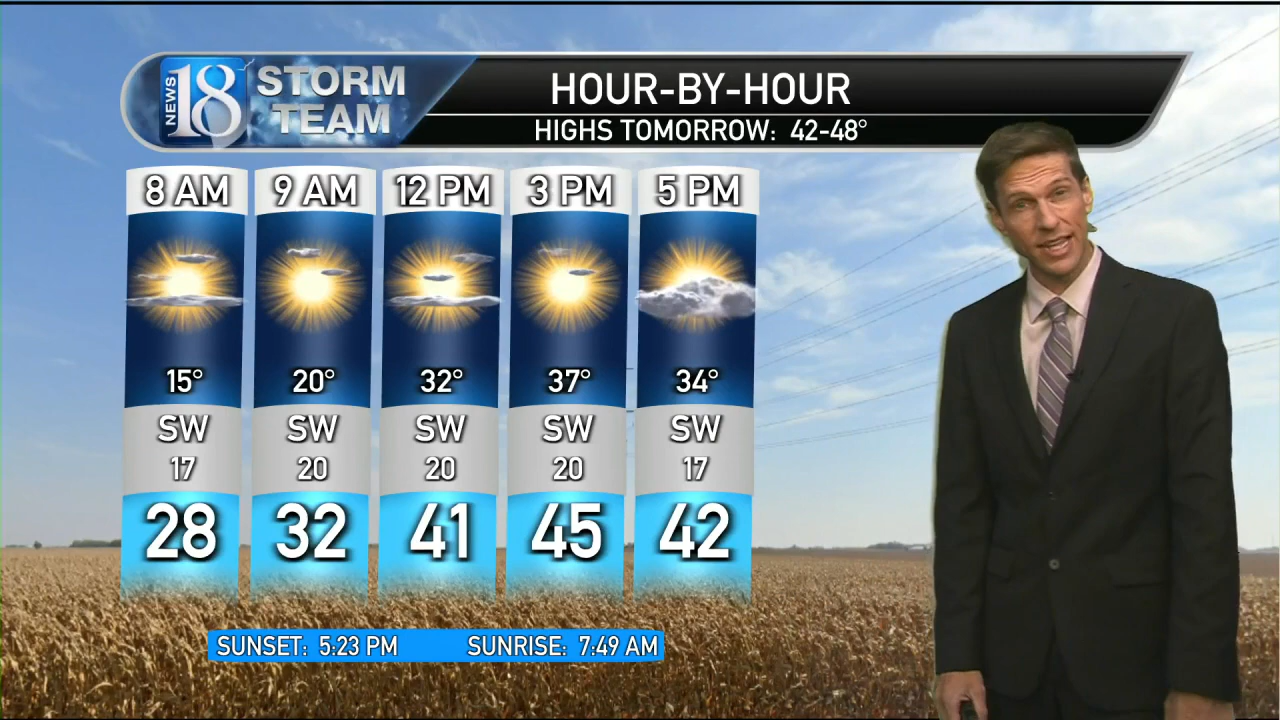 NEWS 18
STORM
TEAM
HOUR-BY-HOUR
HIGHS TOMORROW: 42-48°
8 AM 9 AM 12 PM 3 PM 5 PM
15° 20° 32° 37° 34°
SW SW SW SW SW
17 20 20 20 17
28 32 41 45 42
SUNSET: 5:23 PM SUNRISE: 7:49 AM